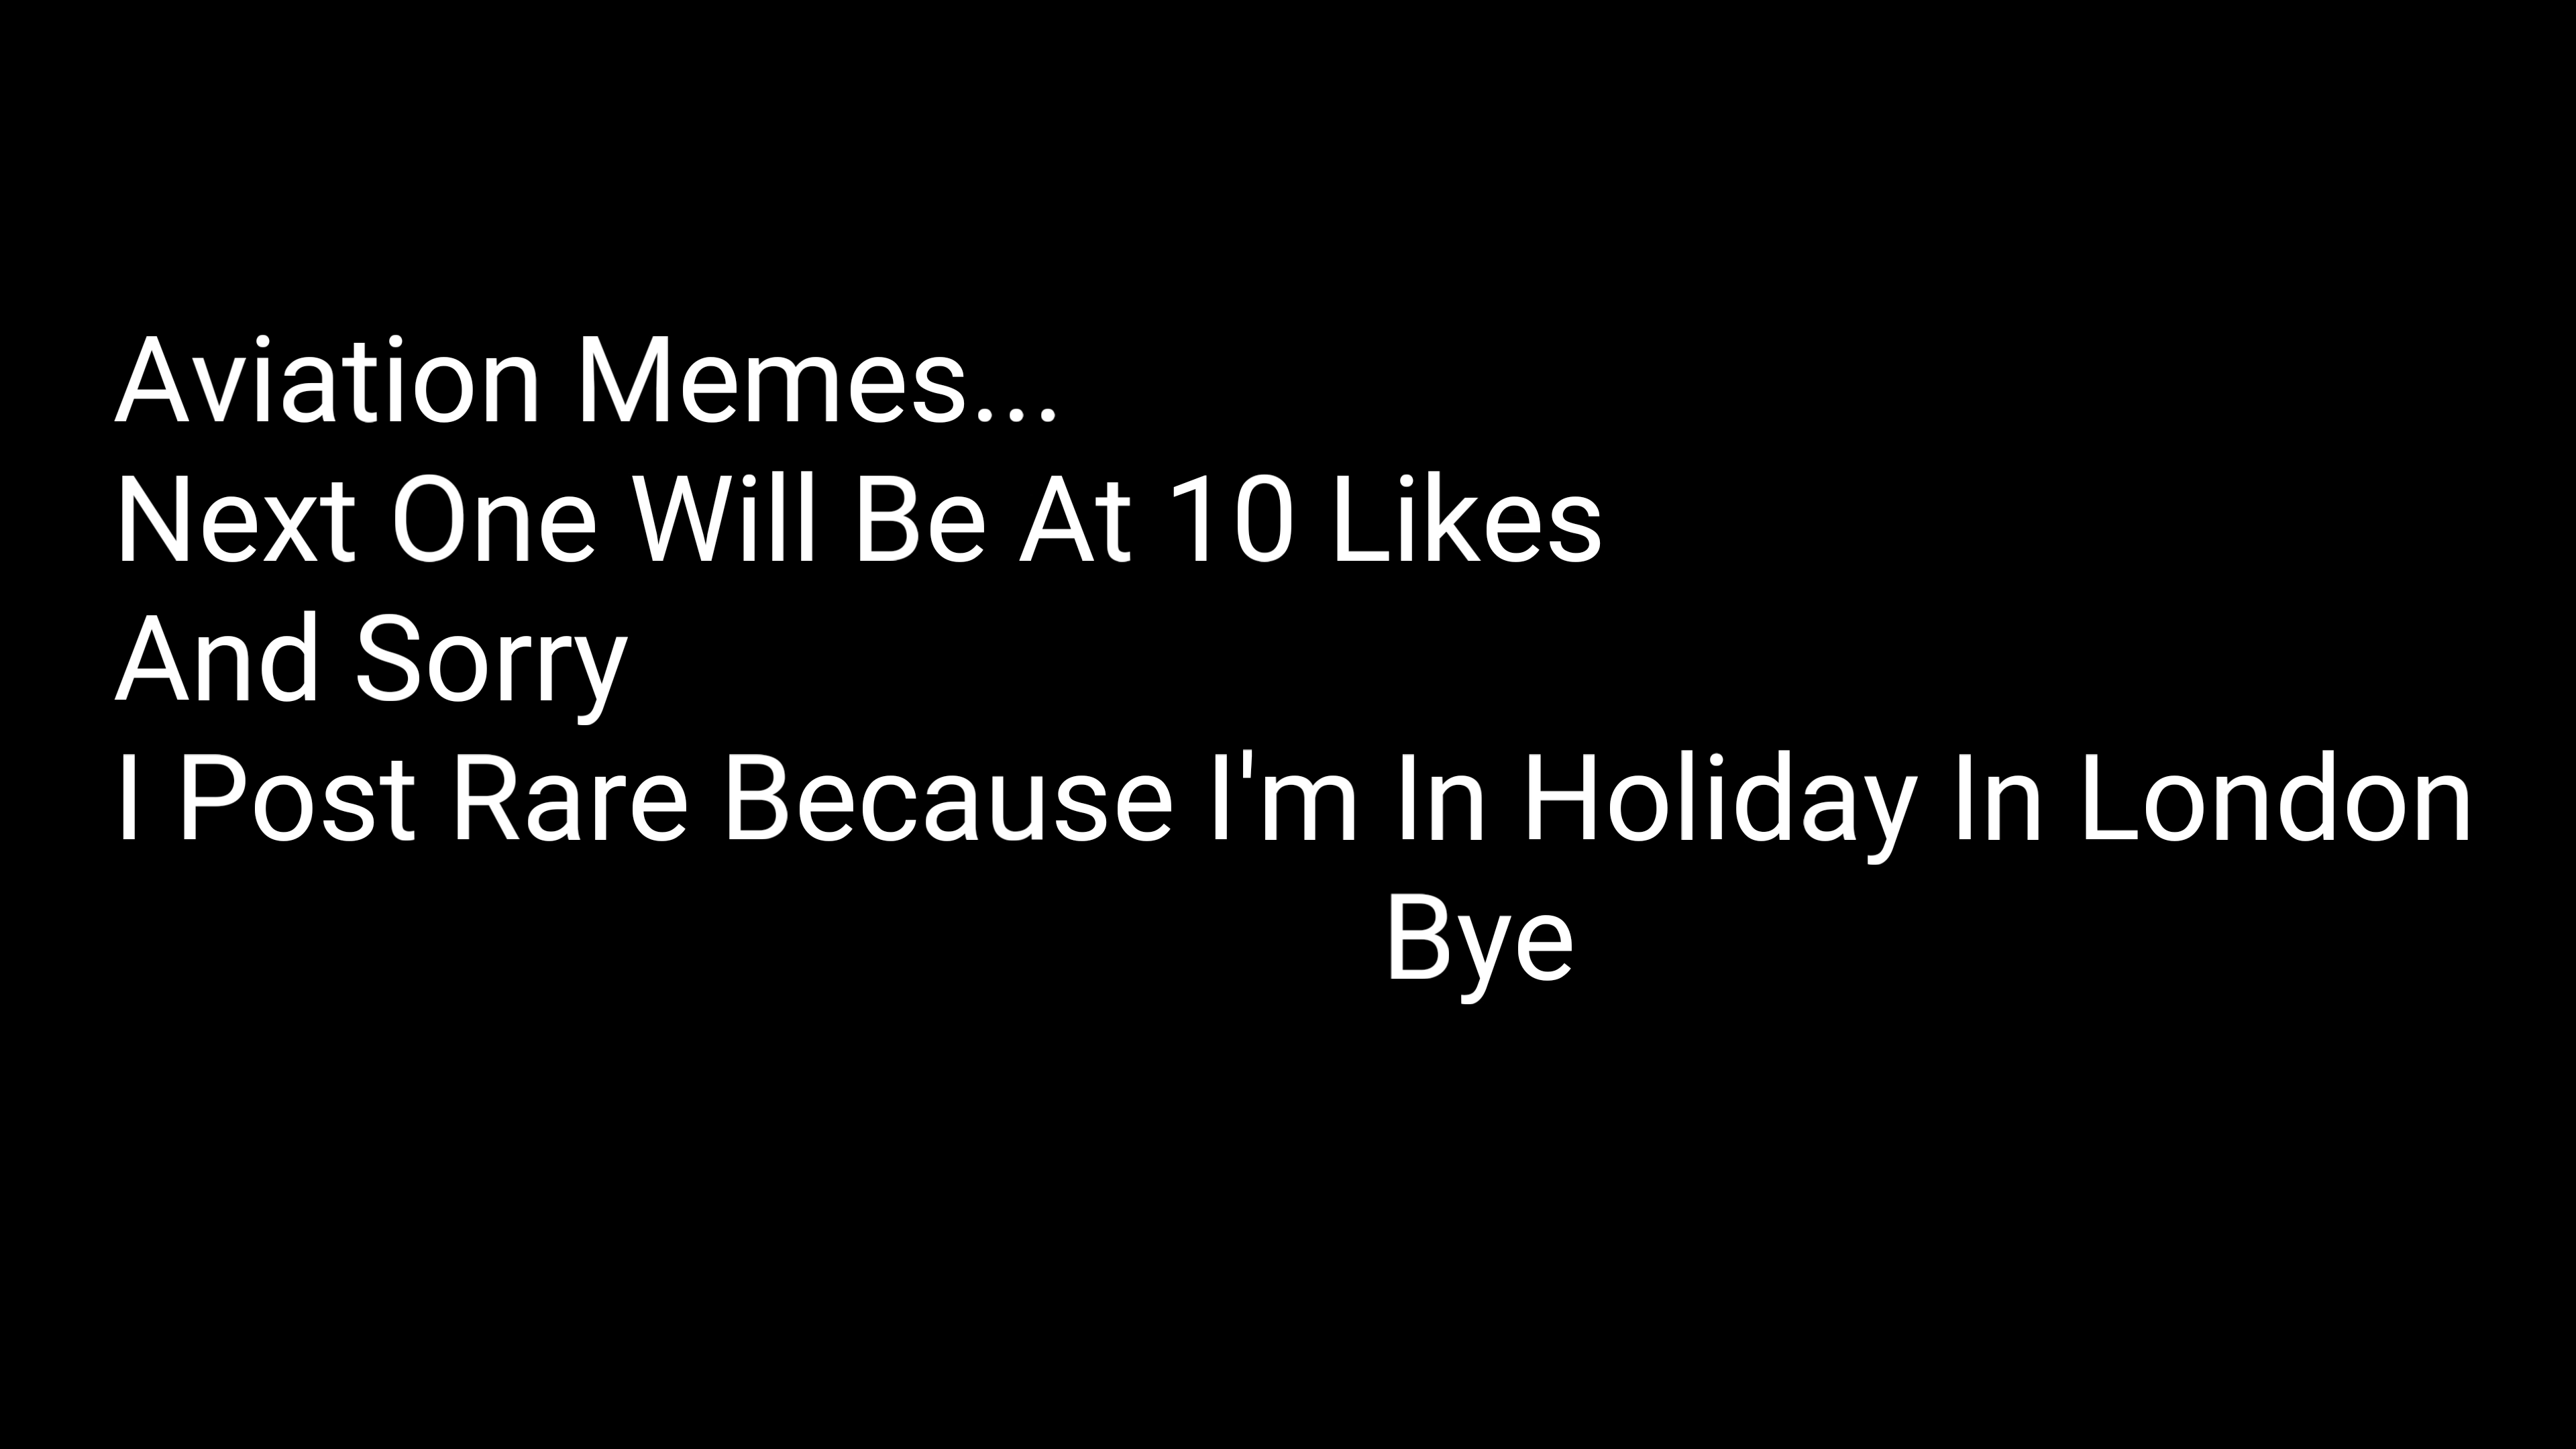 Aviation Memes...
Next One Will Be At 10 Likes
And Sorry
I Post Rare Because I'm In Holiday In London
Bye